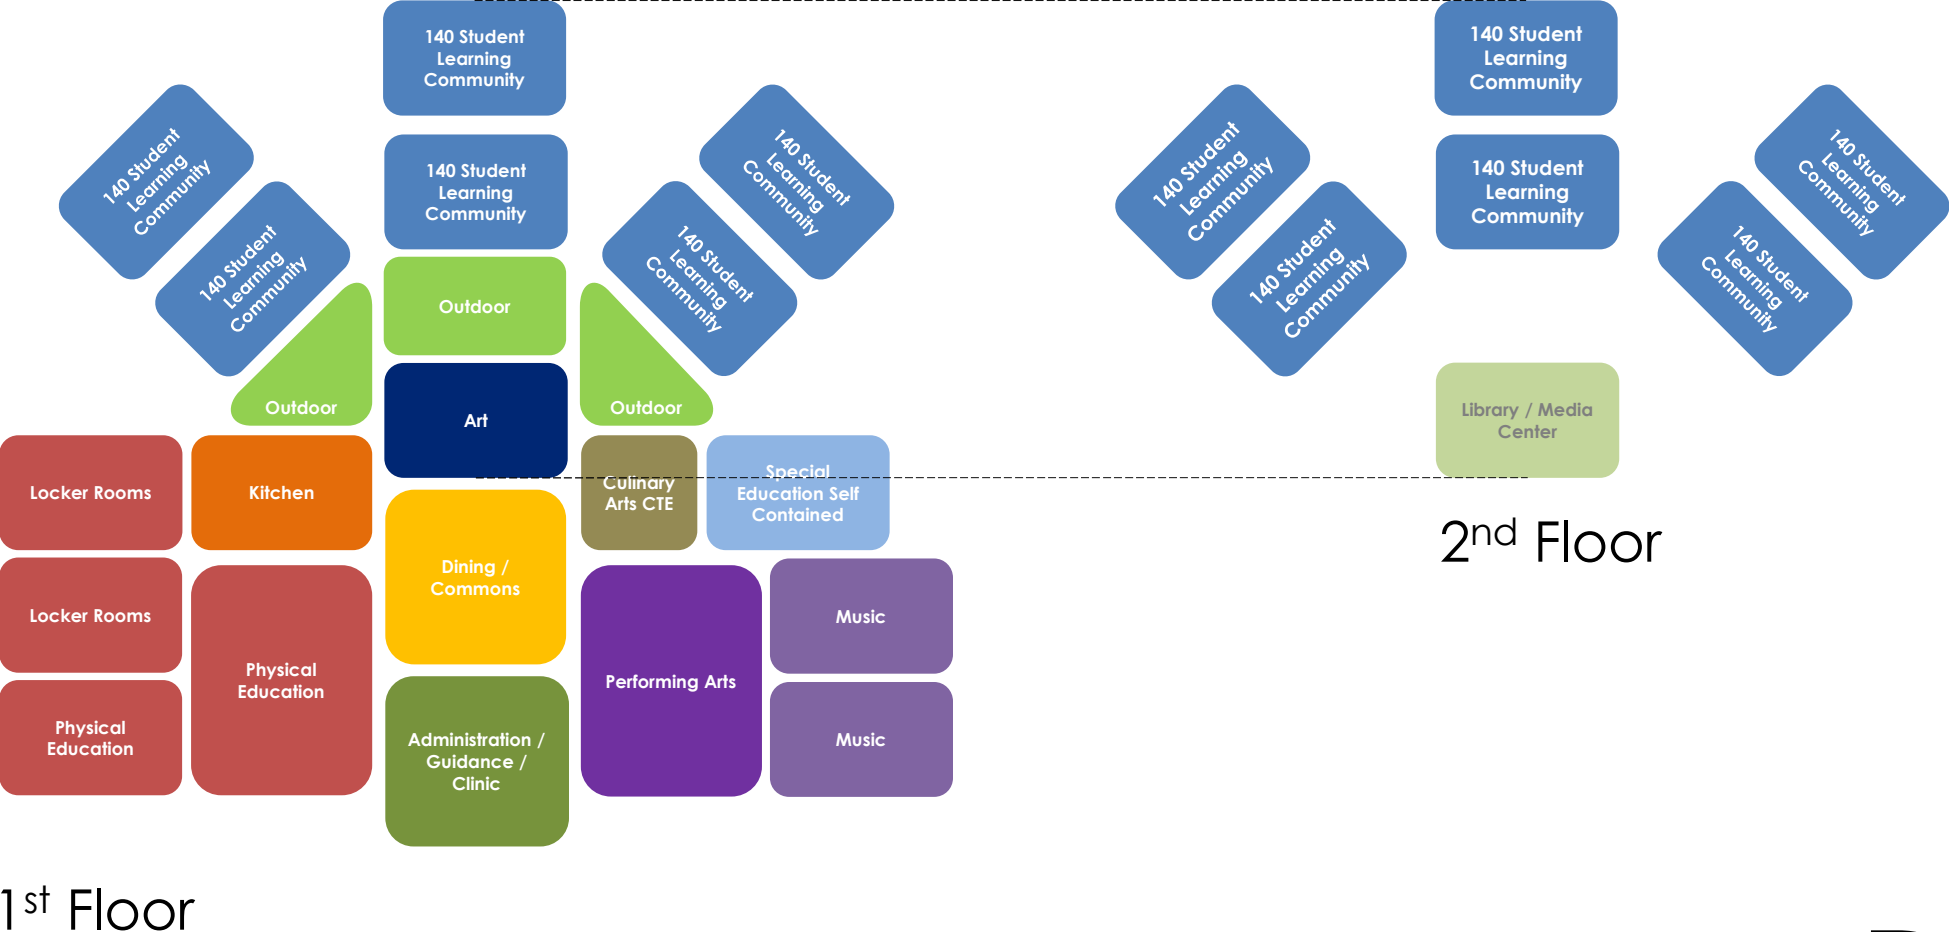 140 Student
Learning
Community
140 Student
Learning
Community
140 Student
Learning
Community
140 Student
Learning
Community
140 Student
Learning
Community
140 Student
Learning
Community
Outdoor
Outdoor
Outdoor
Art
Locker Rooms
Kitchen
Culinary
Arts CTE
Special
Education Self
Contained
Dining /
Commons
Locker Rooms
Physical
Education
Performing Arts
Music
Physical
Education
Administration /
Guidance /
Clinic
Music
1st Floor
140 Student
Learning
Community
140 Student
Learning
Community
140 Student
Learning
Community
140 Student
Learning
Community
140 Student
Learning
Community
140 Student
Learning
Community
Library / Media
Center
2nd Floor